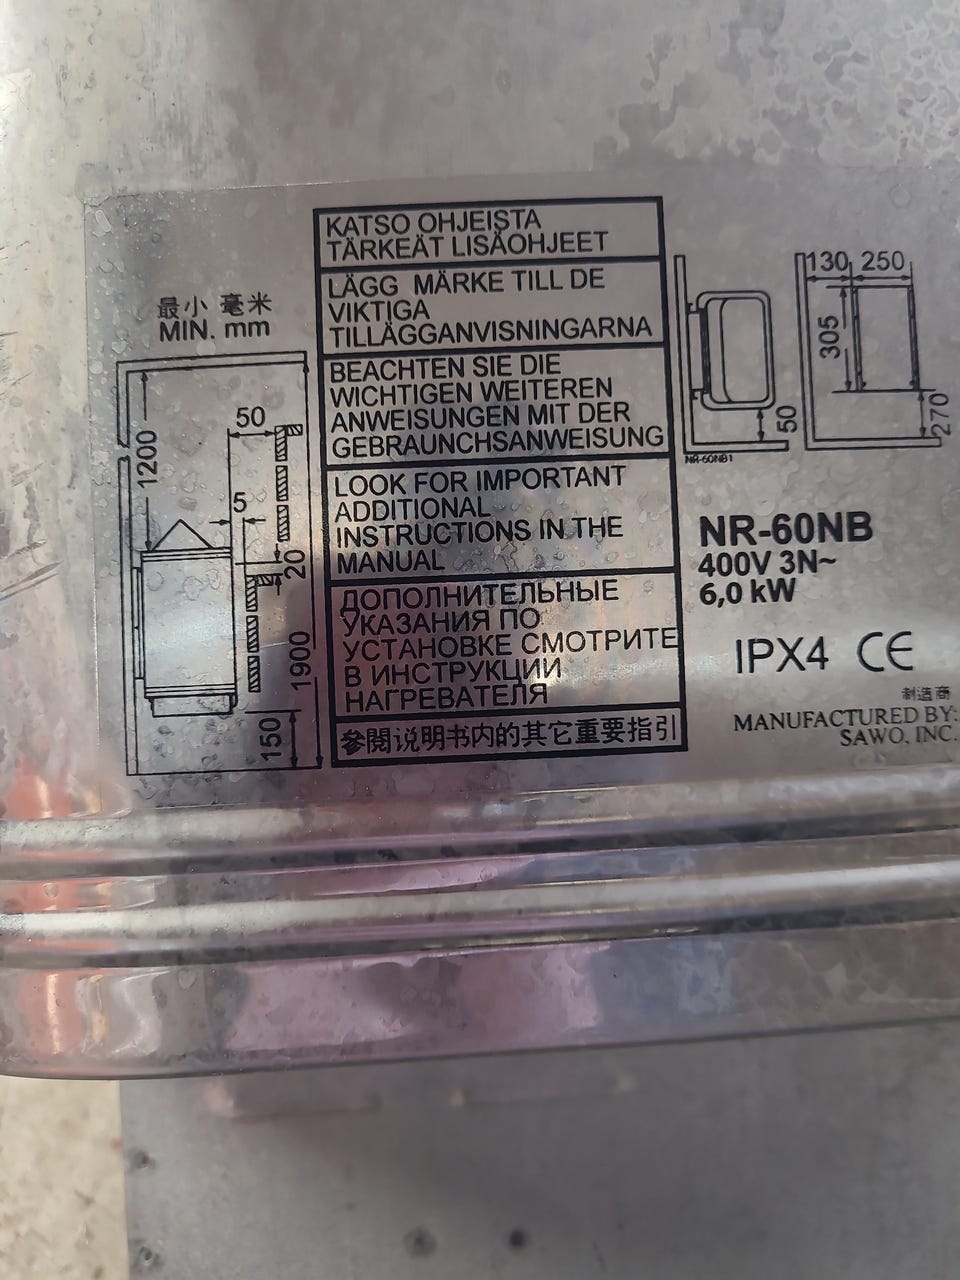 最小 毫米
MIN. mm
1200
50
5
20
1900
150
KATSO OHJEISTA
TÄRKEÄT LISÄOHJEET
LÄGG MÄRKE TILL DE
VIKTIGA
TILLÄGGANVISNINGARNA
BEACHTEN SIE DIE
WICHTIGEN WEITEREN
ANWEISUNGEN MIT DER
GEBRAUNCHSANWEISUNG
LOOK FOR IMPORTANT
ADDITIONAL
INSTRUCTIONS IN THE
MANUAL
ДОПОЛНИТЕЛЬНЫЕ
УКАЗАНИЯ ПО
УСТАНОВКЕ СМОТРИТЕ
В ИНСТРУКЦИИ
НАГРЕВАТЕЛЯ
參閱说明书内的其它重要指引
130 250
305
50
270
NR-60NB1
NR-60NB
400V 3N~
6,0 kW
IPX4 CE
制造商
MANUFACTURED BY:
SAWO, INC.